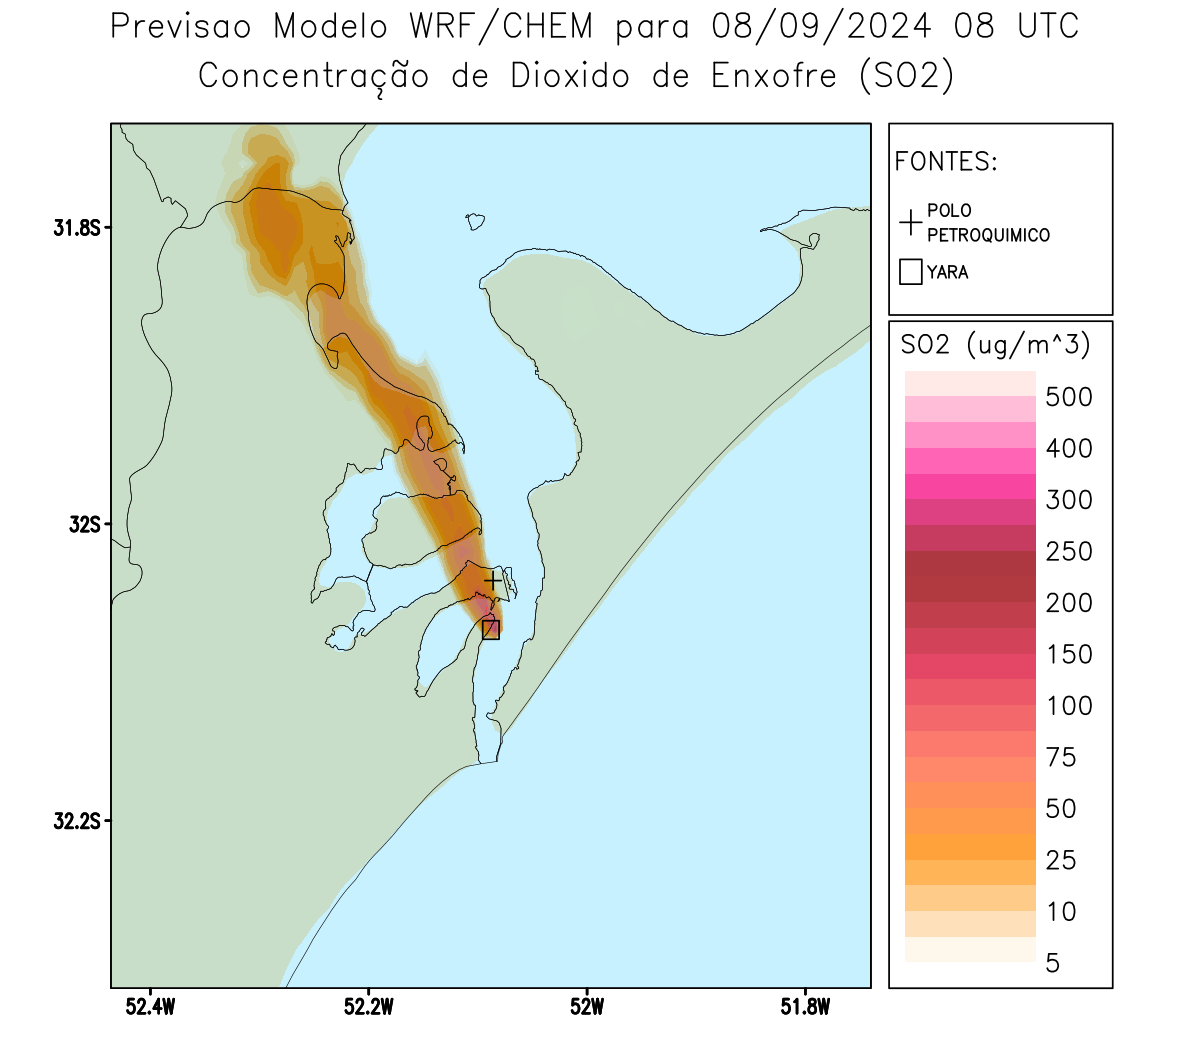 Previsao Modelo WRF/CHEM para 08/09/2024 08 UTC
Concentração de Dioxido de Enxofre (SO2)
FONTES:
POLO
PETROQUIMICO
YARA
SO2 (ug/m^3)
500
400
300
250
200
150
100
75
50
25
10
5
31.8S
32S
32.2S
52.4W
52.2W
52W
51.8W